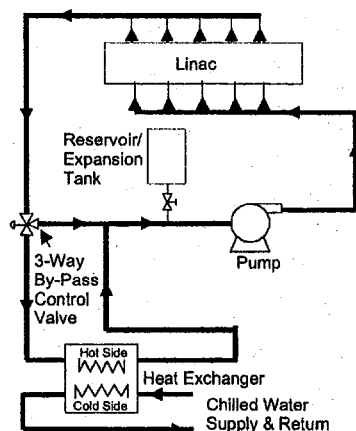 Linac
Reservoir/
Expansion
Tank
Pump
3-Way
By-Pass
Control
Valve
Hot Side
Heat Exchanger
Cold Side
Chilled Water
Supply & Return